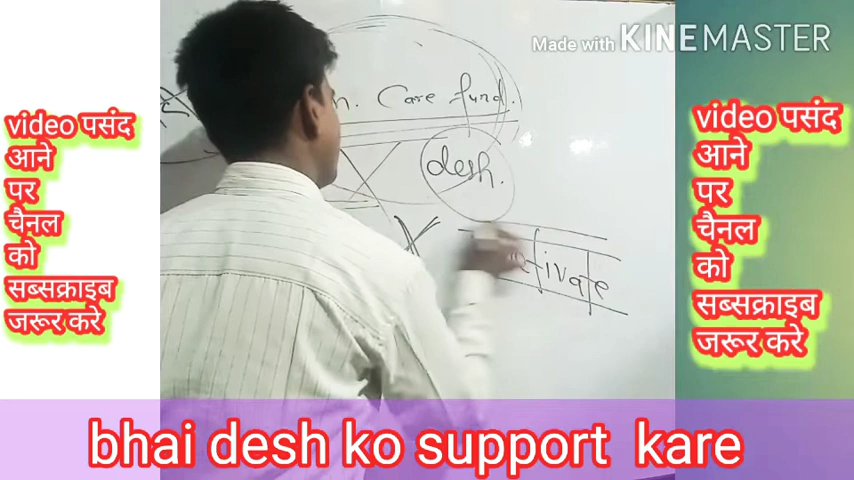 Made with KINEMASTER
video पसंद
आने
पर
चैनल
को
सब्सक्राइब
जरूर करे
Care fund.
desh.
video पसंद
आने
पर
चैनल
को
सब्सक्राइब
जरूर करे
bhai desh ko support kare